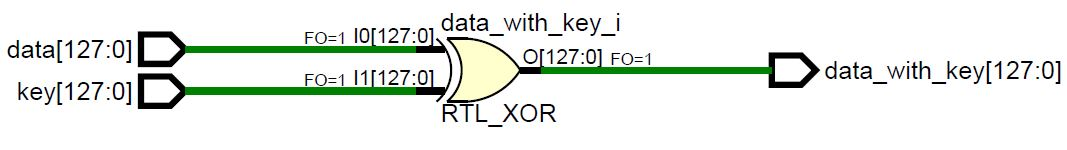 data_with_key_i
data[127:0] FO=1 I0[127:0] O[127:0] FO=1 data_with_key[127:0]
key[127:0] FO=1 I1[127:0]
RTL_XOR